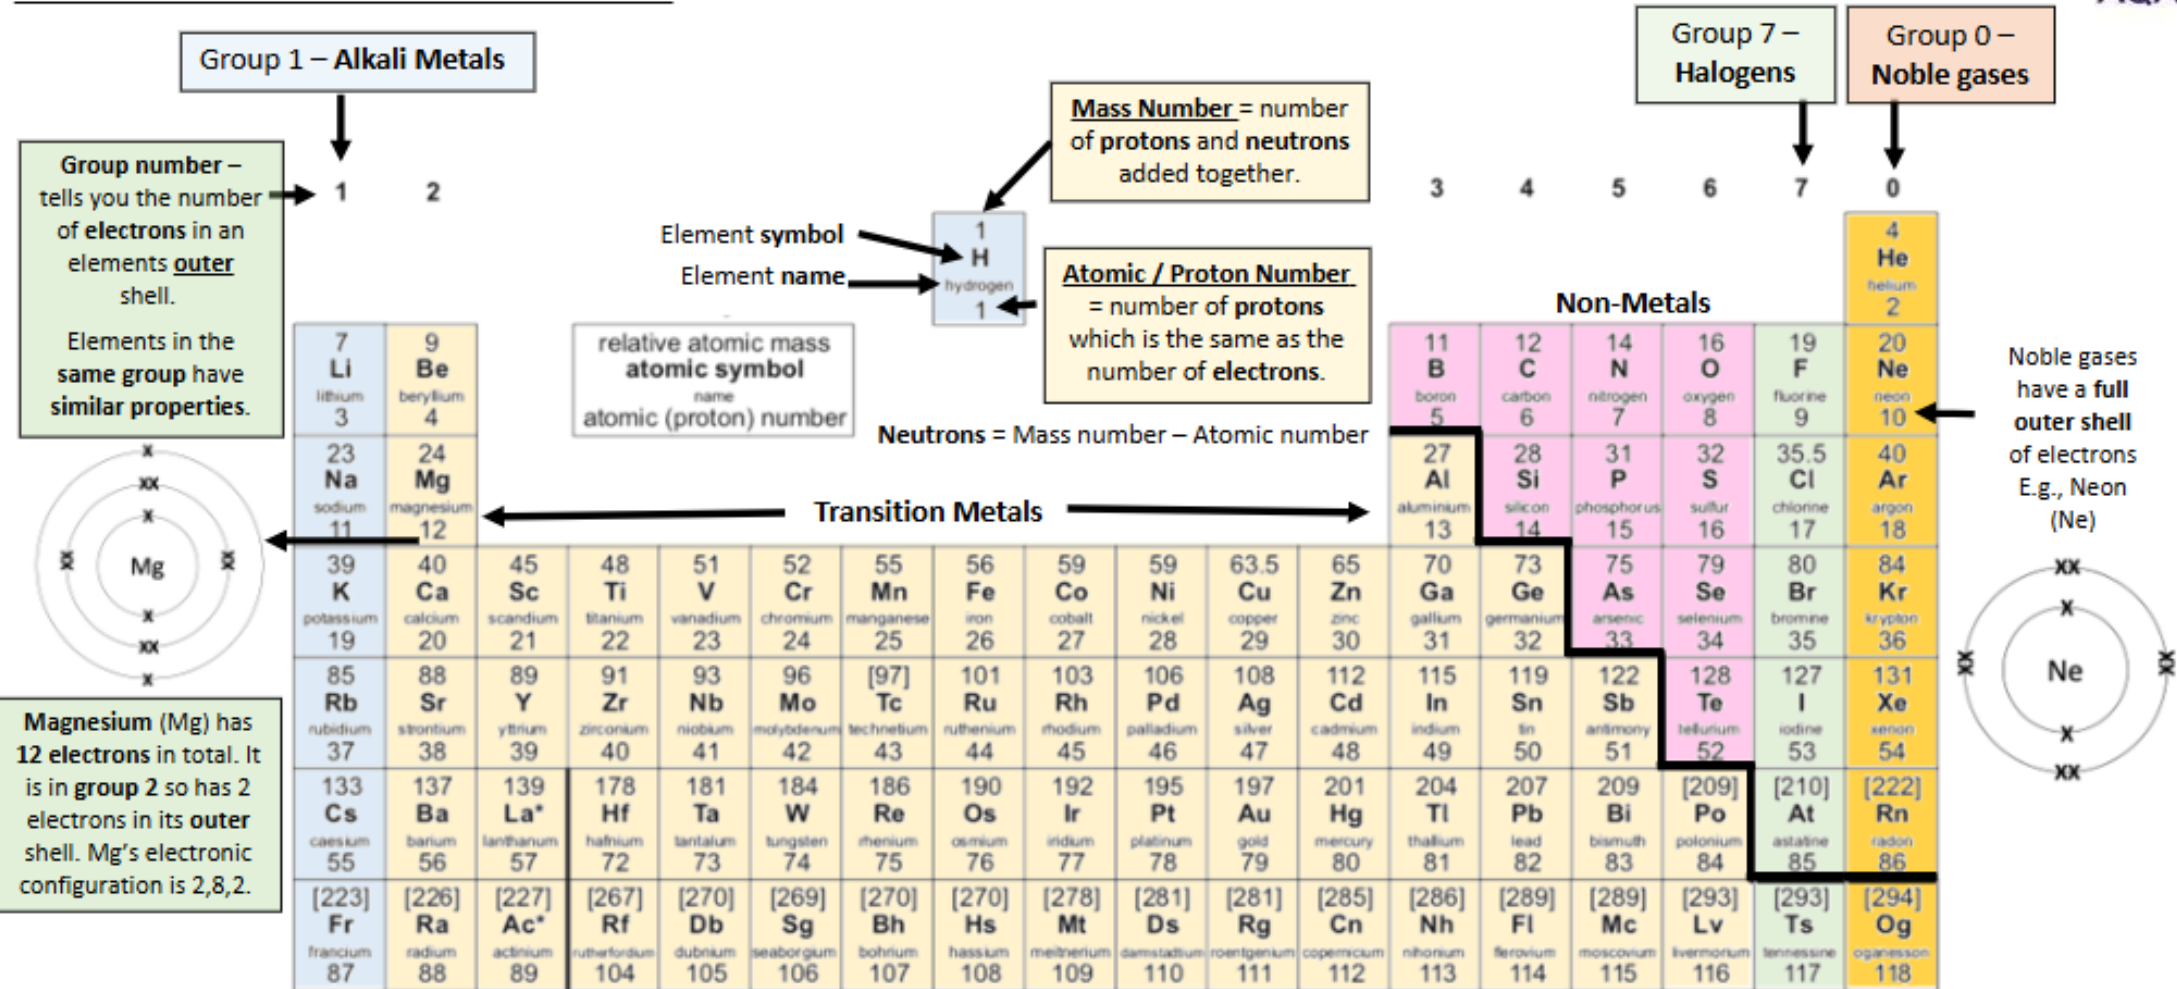 Group 1 – Alkali Metals
Group 7 –
Halogens
Group 0 –
Noble gases
Mass Number = number
of protons and neutrons
added together.
Group number –
tells you the number
of electrons in an
elements outer
shell.
Elements in the
same group have
similar properties.
1 2 3 4 5 6 7 0
Element symbol
Element name
1
H
hydrogen
1
Atomic / Proton Number
= number of protons
which is the same as the
number of electrons.
Non-Metals
4
He
helium
2
relative atomic mass
atomic symbol
name
atomic (proton) number
Neutrons = Mass number – Atomic number
7 9 11 12 14 16 19 20
Li Be B C N O F Ne
lithium beryllium boron carbon nitrogen oxygen fluorine neon
3 4 5 6 7 8 9 10
Noble gases
have a full
outer shell
of electrons
E.g., Neon
(Ne)
23 24 27 28 31 32 35.5 40
Na Mg Al Si P S Cl Ar
sodium magnesium aluminium silicon phosphorus sulfur chlorine argon
11 12 13 14 15 16 17 18
Transition Metals
39 40 45 48 51 52 55 56 59 59 63.5 65 70 73 75 79 80 84
K Ca Sc Ti V Cr Mn Fe Co Ni Cu Zn Ga Ge As Se Br Kr
potassium calcium scandium titanium vanadium chromium manganese iron cobalt nickel copper zinc gallium germanium arsenic selenium bromine krypton
19 20 21 22 23 24 25 26 27 28 29 30 31 32 33 34 35 36
85 88 89 91 93 96 [97] 101 103 106 108 112 115 119 122 128 127 131
Rb Sr Y Zr Nb Mo Tc Ru Rh Pd Ag Cd In Sn Sb Te I Xe
rubidium strontium yttrium zirconium niobium molybdenum technetium ruthenium rhodium palladium silver cadmium indium tin antimony tellurium iodine xenon
37 38 39 40 41 42 43 44 45 46 47 48 49 50 51 52 53 54
133 137 139 178 181 184 186 190 192 195 197 201 204 207 209 [209] [210] [222]
Cs Ba La* Hf Ta W Re Os Ir Pt Au Hg Tl Pb Bi Po At Rn
caesium barium lanthanum hafnium tantalum tungsten rhenium osmium iridium platinum gold mercury thallium lead bismuth polonium astatine radon
55 56 57 72 73 74 75 76 77 78 79 80 81 82 83 84 85 86
[223] [226] [227] [267] [270] [269] [270] [270] [278] [281] [281] [285] [286] [289] [289] [293] [293] [294]
Fr Ra Ac* Rf Db Sg Bh Hs Mt Ds Rg Cn Nh Fl Mc Lv Ts Og
francium radium actinium rutherfordium dubnium seaborgium bohrium hassium meitnerium darmstadtium roentgenium copernicium nihonium flerovium moscovium livermorium tennessine oganesson
87 88 89 104 105 106 107 108 109 110 111 112 113 114 115 116 117 118
Mg
Magnesium (Mg) has
12 electrons in total. It
is in group 2 so has 2
electrons in its outer
shell. Mg's electronic
configuration is 2,8,2.
Ne